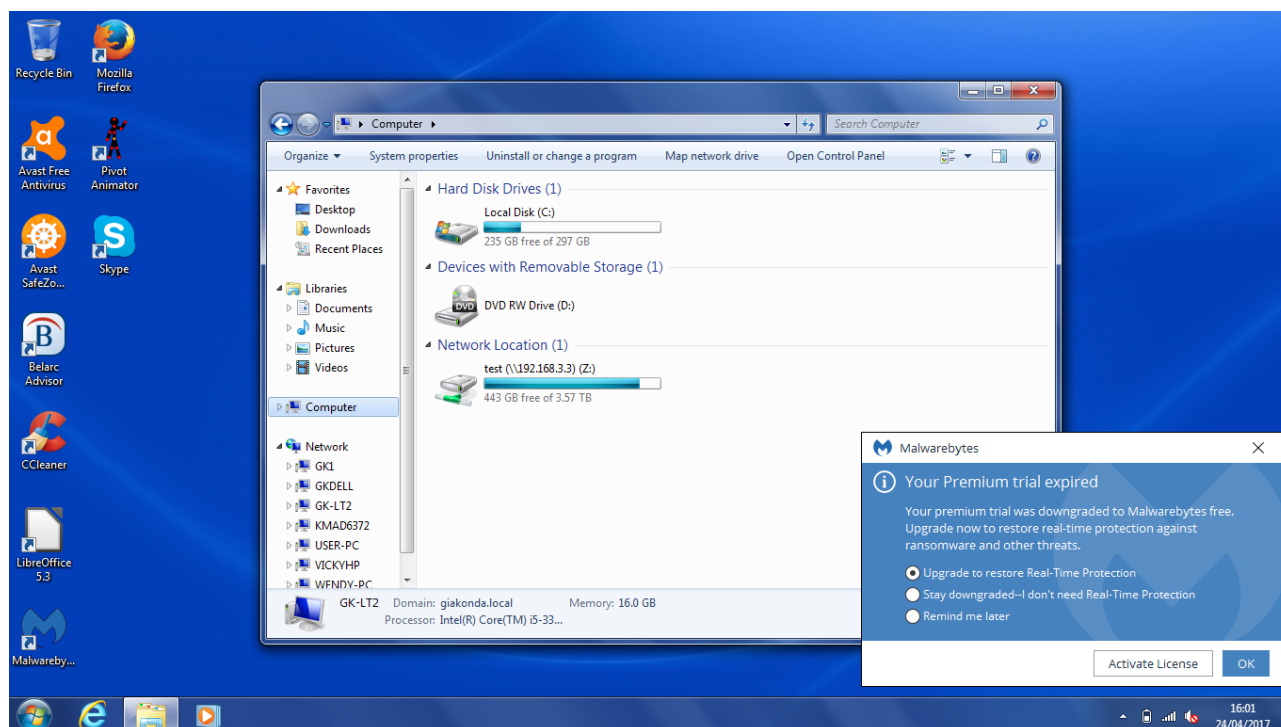 Recycle Bin
Mozilla
Firefox
Avast Free
Antivirus
Pivot
Animator
Avast
SafeZo...
Skype
Belarc
Advisor
CCleaner
LibreOffice
5.3
Malwareby...
Computer
Search Computer
Organize
System properties
Uninstall or change a program
Map network drive
Open Control Panel
Favorites
Desktop
Downloads
Recent Places
Libraries
Documents
Music
Pictures
Videos
Computer
Network
GK1
GKDELL
GK-LT2
KMAD6372
USER-PC
VICKYHP
WENDY-PC
Hard Disk Drives (1)
Local Disk (C:)
235 GB free of 297 GB
Devices with Removable Storage (1)
DVD
DVD RW Drive (D:)
Network Location (1)
test (\\192.168.3.3) (Z:)
443 GB free of 3.57 TB
GK-LT2 Domain: giakonda.local Memory: 16.0 GB
Processor: Intel(R) Core(TM) i5-33...
Malwarebytes
Your Premium trial expired
Your premium trial was downgraded to Malwarebytes free.
Upgrade now to restore real-time protection against
ransomware and other threats.
Upgrade to restore Real-Time Protection
Stay downgraded--I don't need Real-Time Protection
Remind me later
Activate License
OK
16:01
24/04/2017